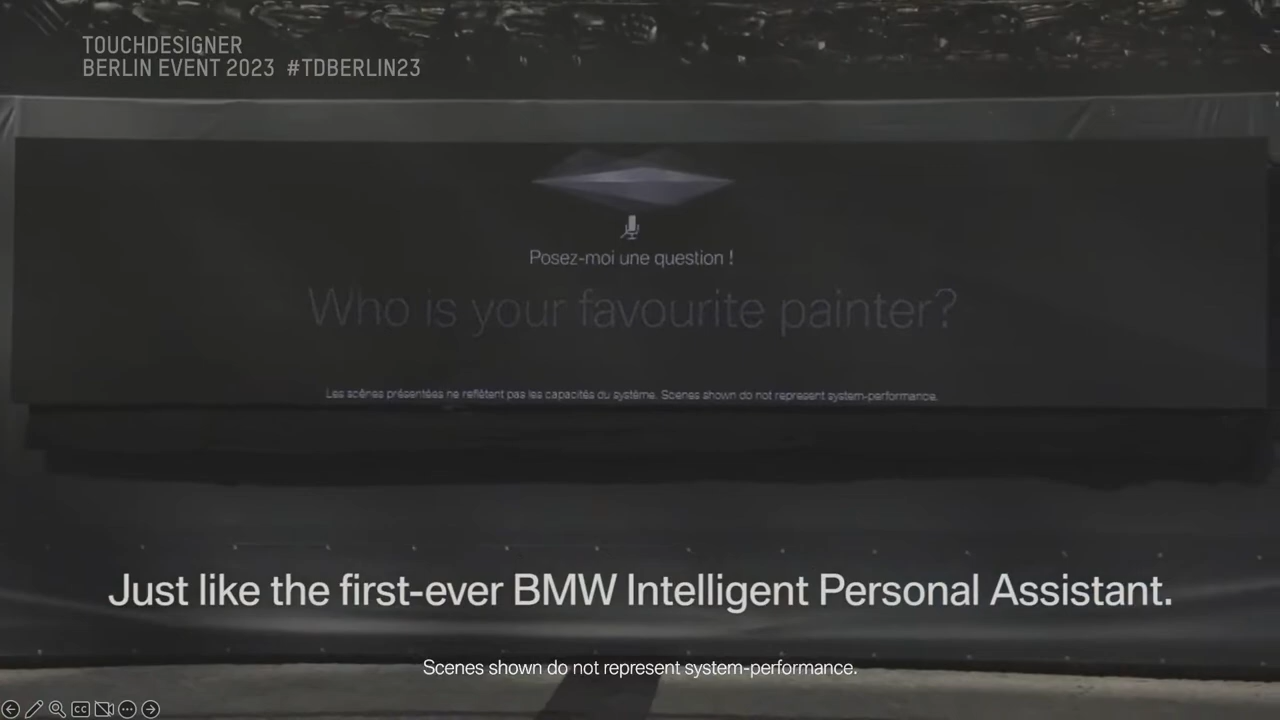 TOUCHDESIGNER
BERLIN EVENT 2023 #TDBERLIN23
Posez-moi une question !
Who is your favourite painter?
Les scènes présentées ne reflètent pas les capacités du système. Scenes shown do not represent system-performance.
Just like the first-ever BMW Intelligent Personal Assistant.
Scenes shown do not represent system-performance.
CC